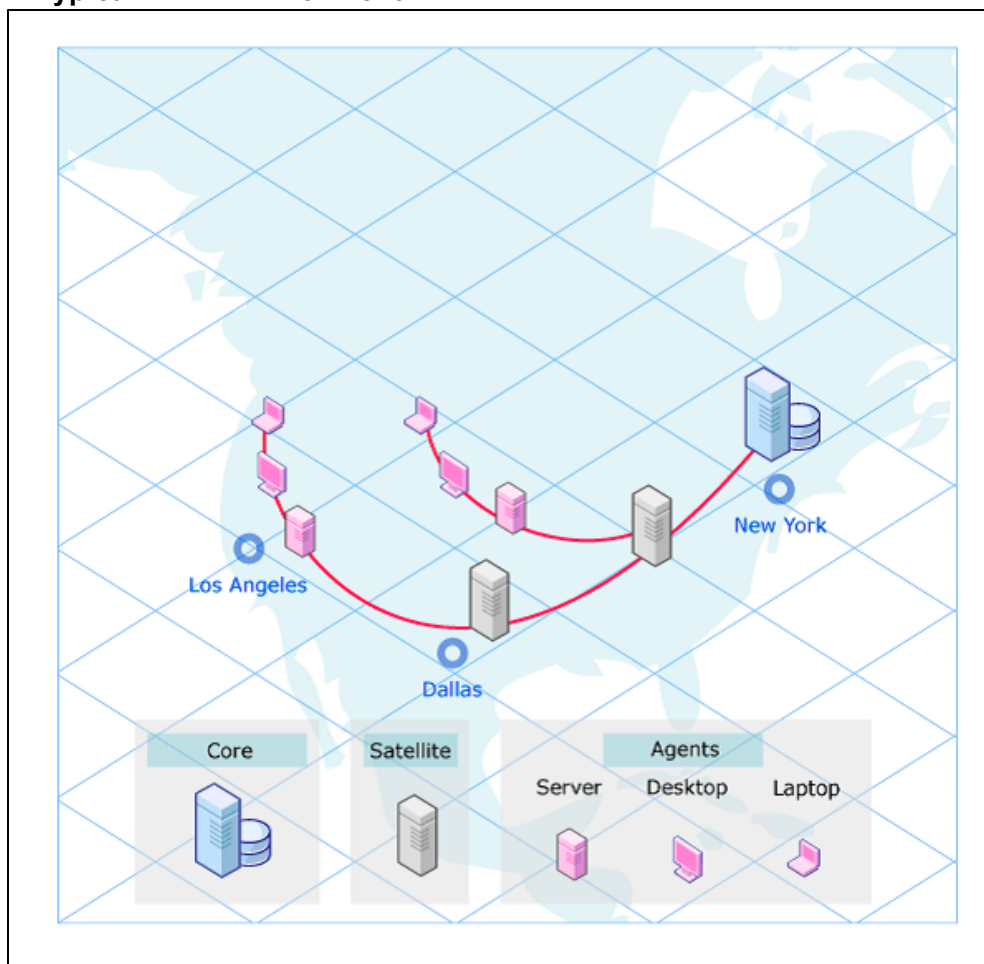 New York
Los Angeles
Dallas
Core
Satellite
Agents
Server Desktop Laptop